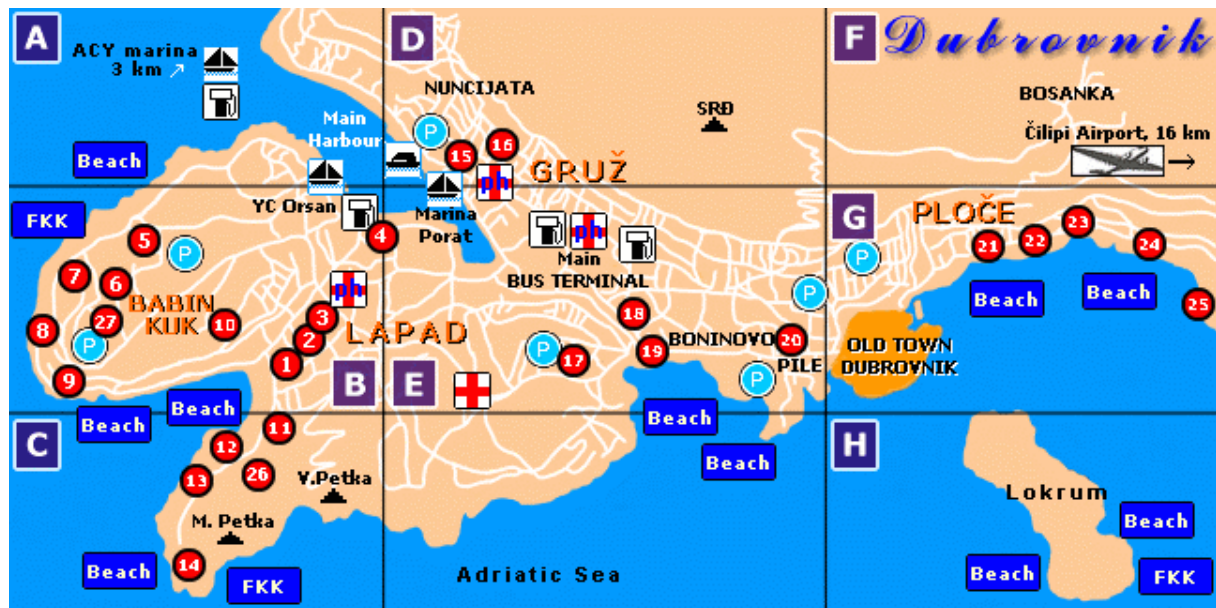 A
ACY marina
3 km ↗
Main
Harbour
Beach
D
NUNCIJATA
P
15
16
GRUŽ
ph
SRĐ
F
Dubrovnik
BOSANKA
Čilipi Airport, 16 km
→
FKK
YC Orsan
4
5
P
7
6
BABIN
KUK
27
8
10
P
9
ph
3
2
1
LAPAD
B
Beach
Beach
Marina
Porat
ph
Main
BUS TERMINAL
P
18
BONINOVO
20
19
P
17
PILE
P
E
Beach
Beach
G
PLOČE
P
21
22
23
24
25
Beach
Beach
OLD TOWN
DUBROVNIK
C
11
12
13
26
V.Petka
M. Petka
14
Beach
FKK
Adriatic Sea
H
Lokrum
Beach
Beach
FKK